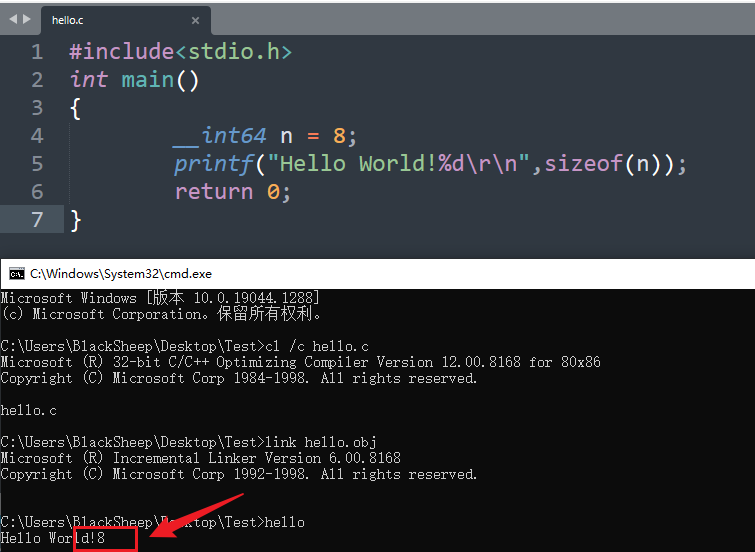 hello.c
1 #include<stdio.h>
2 int main()
3 {
4 __int64 n = 8;
5 printf("Hello World!%d\r\n",sizeof(n));
6 return 0;
7 }
C:\Windows\System32\cmd.exe
Microsoft Windows [版本 10.0.19044.1288]
(c) Microsoft Corporation。保留所有权利。
C:\Users\BlackSheep\Desktop\Test>cl /c hello.c
Microsoft (R) 32-bit C/C++ Optimizing Compiler Version 12.00.8168 for 80x86
Copyright (C) Microsoft Corp 1984-1998. All rights reserved.
hello.c
C:\Users\BlackSheep\Desktop\Test>link hello.obj
Microsoft (R) Incremental Linker Version 6.00.8168
Copyright (C) Microsoft Corp 1992-1998. All rights reserved.
C:\Users\BlackSheep\Desktop\Test>hello
Hello World!8